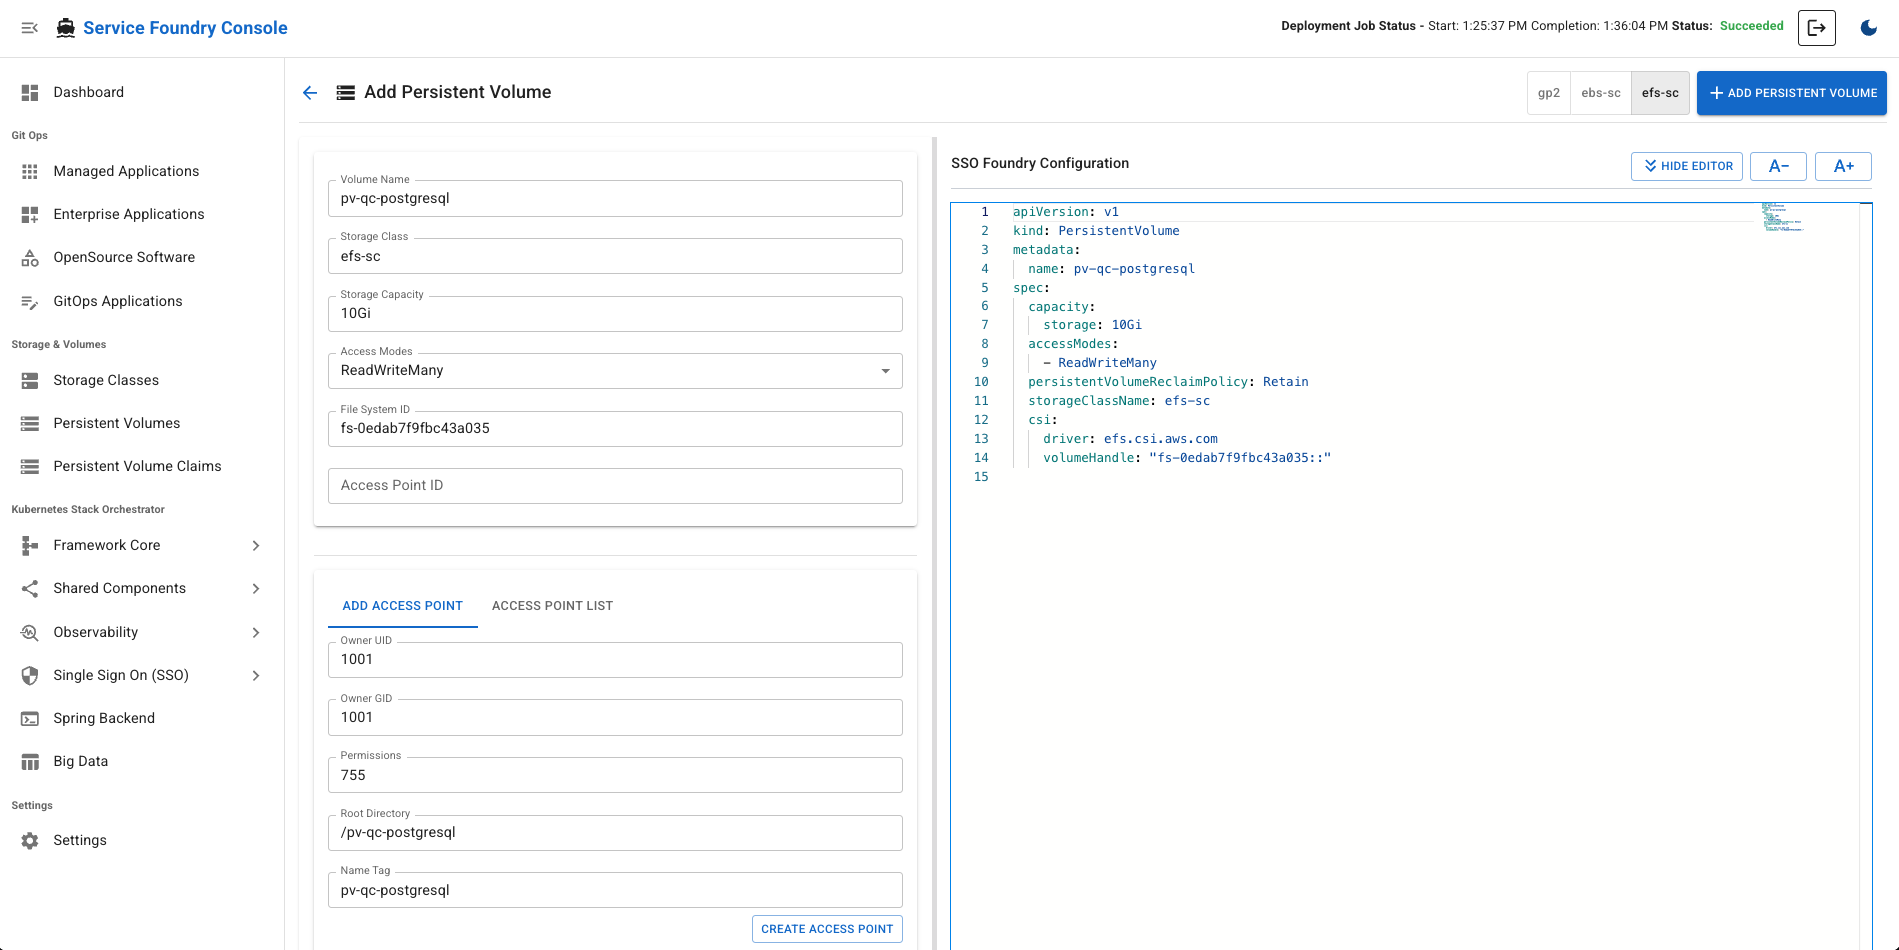 Service Foundry Console
Deployment Job Status - Start: 1:25:37 PM Completion: 1:36:04 PM Status: Succeeded
Dashboard
Git Ops
Managed Applications
Enterprise Applications
OpenSource Software
GitOps Applications
Storage & Volumes
Storage Classes
Persistent Volumes
Persistent Volume Claims
Kubernetes Stack Orchestrator
Framework Core
Shared Components
Observability
Single Sign On (SSO)
Spring Backend
Big Data
Settings
Settings
Add Persistent Volume
gp2
ebs-sc
efs-sc
ADD PERSISTENT VOLUME
Volume Name
pv-qc-postgresql
Storage Class
efs-sc
Storage Capacity
10Gi
Access Modes
ReadWriteMany
File System ID
fs-0edab7f9fbc43a035
Access Point ID
ADD ACCESS POINT
ACCESS POINT LIST
Owner UID
1001
Owner GID
1001
Permissions
755
Root Directory
/pv-qc-postgresql
Name Tag
pv-qc-postgresql
CREATE ACCESS POINT
SSO Foundry Configuration
HIDE EDITOR
A-
A+
1 apiVersion: v1
2 kind: PersistentVolume
3 metadata:
4 name: pv-qc-postgresql
5 spec:
6 capacity:
7 storage: 10Gi
8 accessModes:
9 - ReadWriteMany
10 persistentVolumeReclaimPolicy: Retain
11 storageClassName: efs-sc
12 csi:
13 driver: efs.csi.aws.com
14 volumeHandle: "fs-0edab7f9fbc43a035::"
15